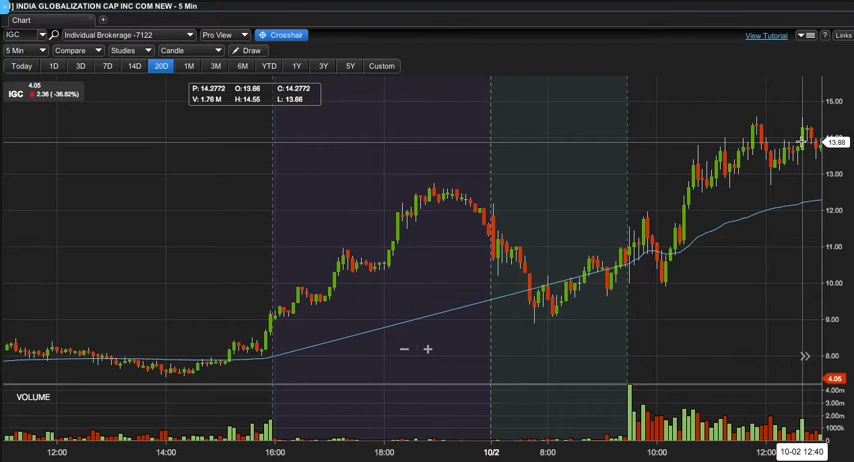 INDIA GLOBALIZATION CAP INC COM NEW - 5 Min
Chart
IGC Individual Brokerage -7122 Pro View Crosshair View Tutorial ? Links
5 Min Compare Studies Candle Draw
Today 1D 3D 7D 14D 20D 1M 3M 6M YTD 1Y 3Y 5Y Custom
4.05
IGC 2.36 (-36.82%)
P: 14.2772 O: 13.66 C: 14.2772
V: 1.76 M H: 14.55 L: 13.66
15.00
14.00
13.88
13.00
12.00
11.00
10.00
9.00
8.00
4.05
VOLUME
4.00m
3.00m
2.00m
1000k
0
12:00 14:00 16:00 18:00 10/2 8:00 10:00 12:00
10-02 12:40